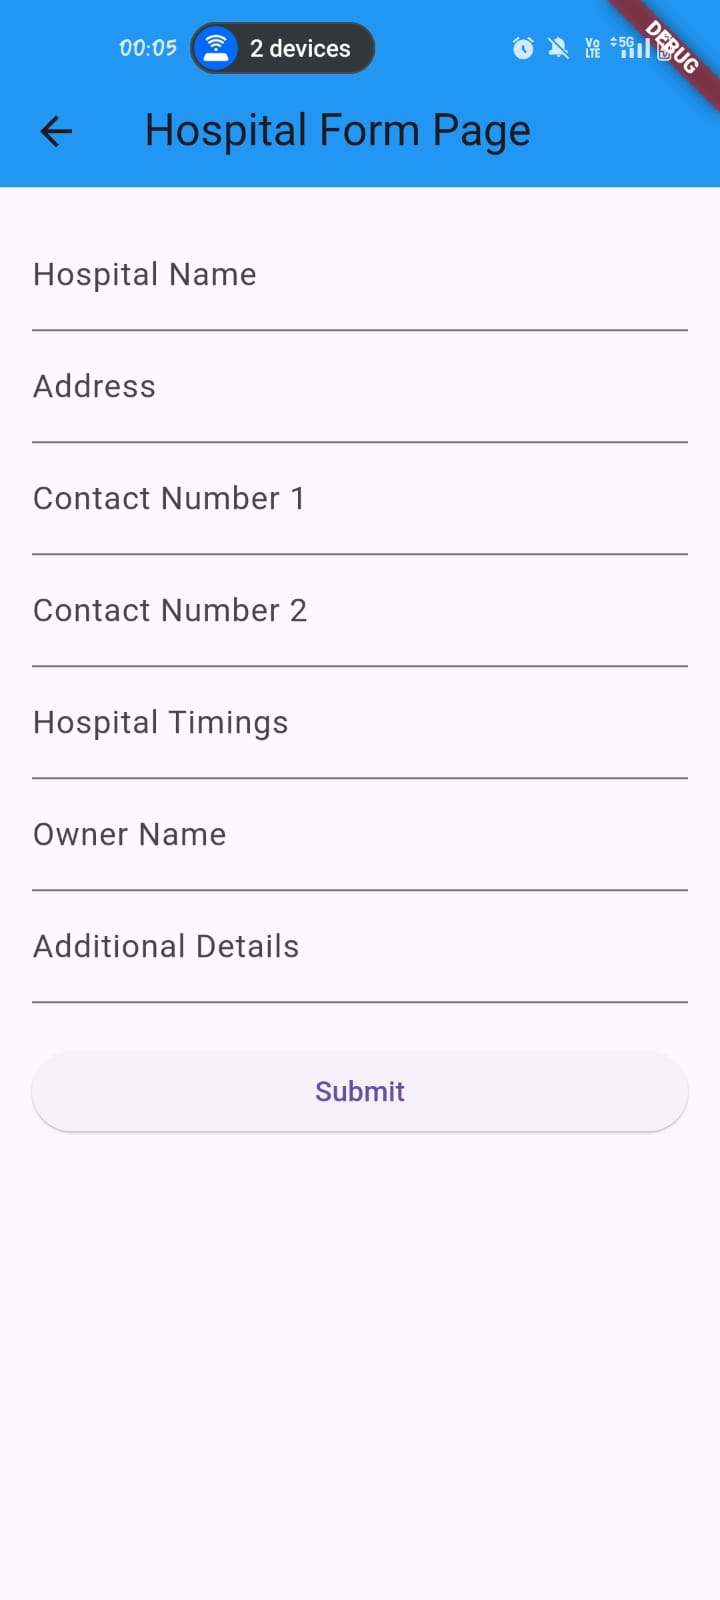 00:05 2 devices Vo LTE 5G DEBUG
Hospital Form Page
Hospital Name
Address
Contact Number 1
Contact Number 2
Hospital Timings
Owner Name
Additional Details
Submit